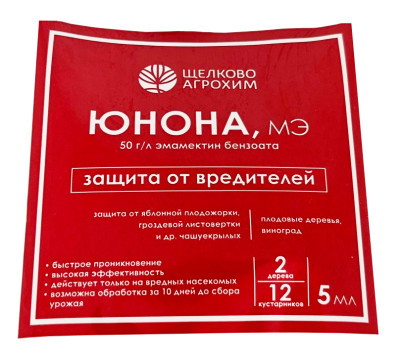 ЩЕЛКОВО
АГРОХИМ
ЮНОНА, МЭ
50 г/л эмамектин бензоата
защита от вредителей
защита от яблонной плодожорки,
гроздевой листовертки
и др. чашуекрылых
плодовые деревья,
виноград
• быстрое проникновение
• высокая эффективность
• действует только на вредных насекомых
• возможна обработка за 10 дней до сбора
урожая
2
дерева
12
кустарников
5 мл